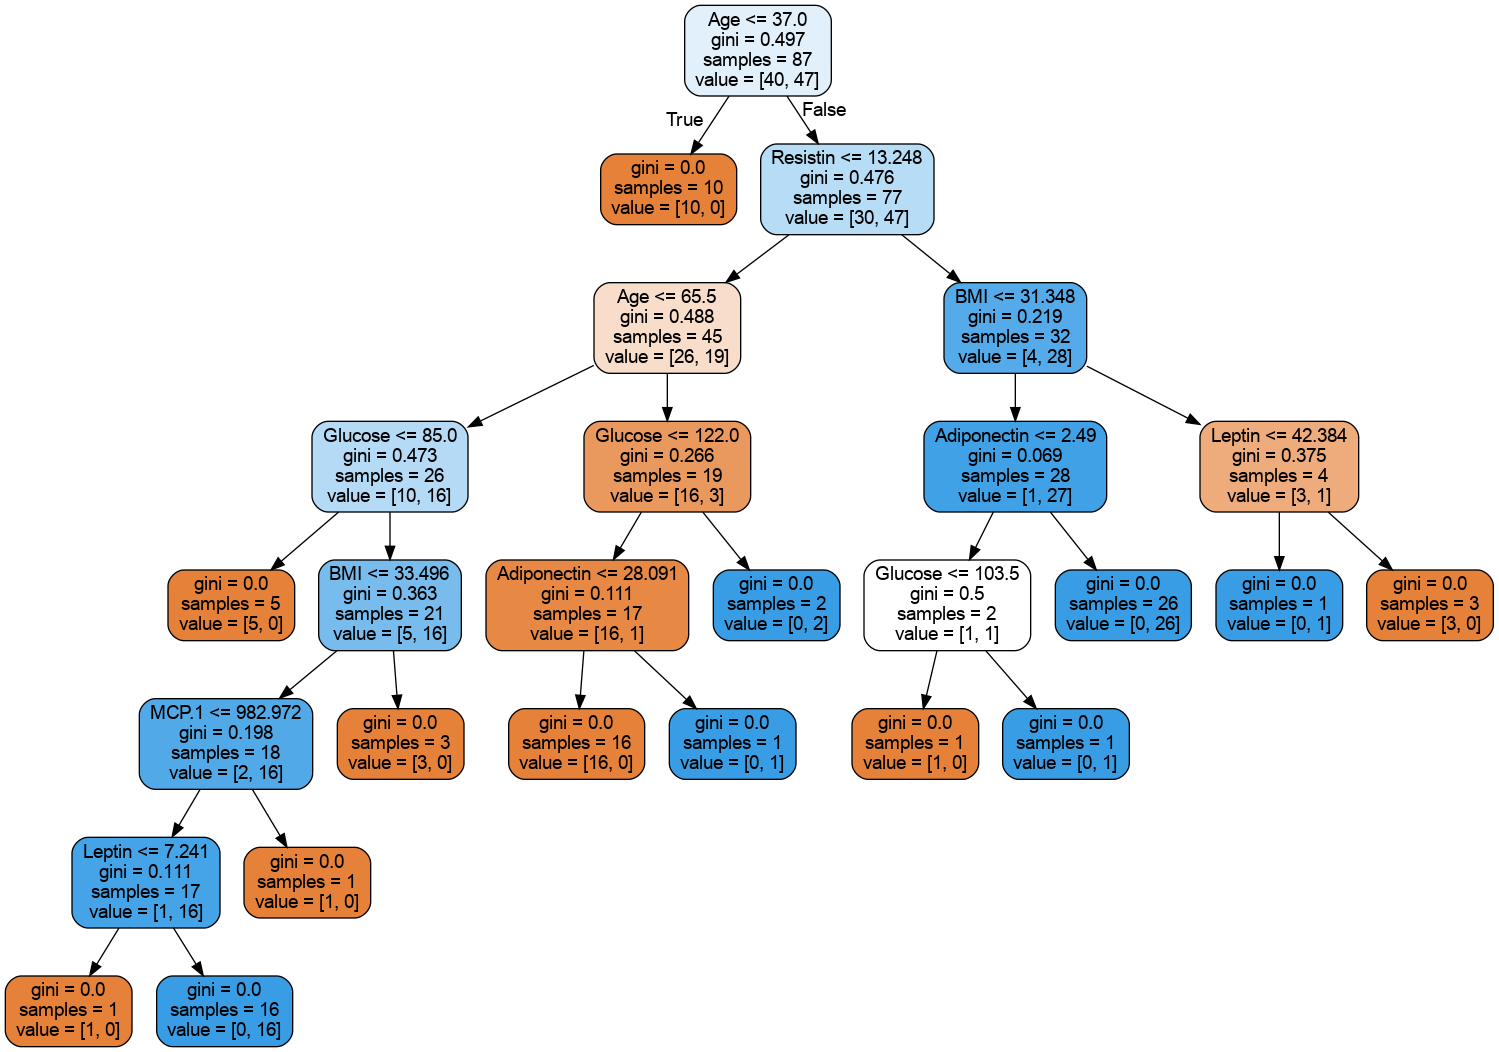 Age <= 37.0
gini = 0.497
samples = 87
value = [40, 47]
True
False
gini = 0.0
samples = 10
value = [10, 0]
Resistin <= 13.248
gini = 0.476
samples = 77
value = [30, 47]
Age <= 65.5
gini = 0.488
samples = 45
value = [26, 19]
BMI <= 31.348
gini = 0.219
samples = 32
value = [4, 28]
Glucose <= 85.0
gini = 0.473
samples = 26
value = [10, 16]
Glucose <= 122.0
gini = 0.266
samples = 19
value = [16, 3]
Adiponectin <= 2.49
gini = 0.069
samples = 28
value = [1, 27]
Leptin <= 42.384
gini = 0.375
samples = 4
value = [3, 1]
gini = 0.0
samples = 5
value = [5, 0]
BMI <= 33.496
gini = 0.363
samples = 21
value = [5, 16]
Adiponectin <= 28.091
gini = 0.111
samples = 17
value = [16, 1]
gini = 0.0
samples = 2
value = [0, 2]
Glucose <= 103.5
gini = 0.5
samples = 2
value = [1, 1]
gini = 0.0
samples = 26
value = [0, 26]
gini = 0.0
samples = 1
value = [0, 1]
gini = 0.0
samples = 3
value = [3, 0]
MCP.1 <= 982.972
gini = 0.198
samples = 18
value = [2, 16]
gini = 0.0
samples = 3
value = [3, 0]
gini = 0.0
samples = 16
value = [16, 0]
gini = 0.0
samples = 1
value = [0, 1]
gini = 0.0
samples = 1
value = [1, 0]
gini = 0.0
samples = 1
value = [0, 1]
Leptin <= 7.241
gini = 0.111
samples = 17
value = [1, 16]
gini = 0.0
samples = 1
value = [1, 0]
gini = 0.0
samples = 1
value = [1, 0]
gini = 0.0
samples = 16
value = [0, 16]